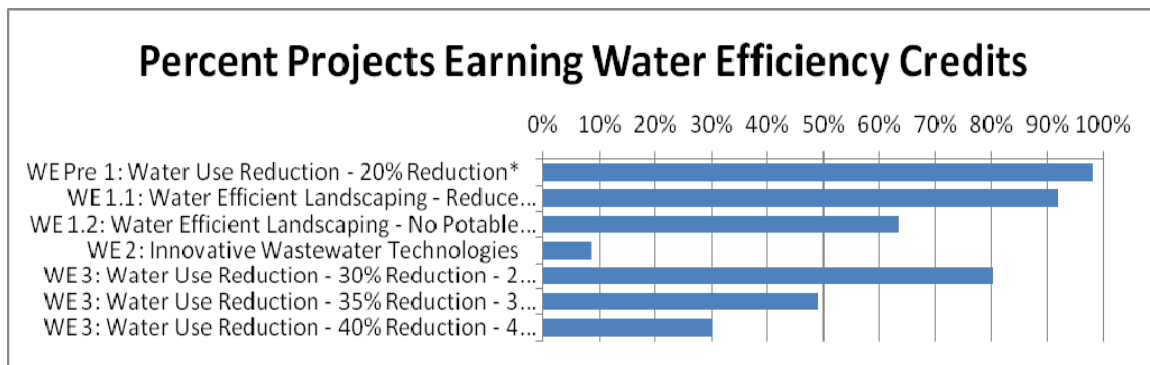 Percent Projects Earning Water Efficiency Credits
0% 10% 20% 30% 40% 50% 60% 70% 80% 90% 100%
WE Pre 1: Water Use Reduction - 20% Reduction*
WE 1.1: Water Efficient Landscaping - Reduce...
WE 1.2: Water Efficient Landscaping - No Potable...
WE 2: Innovative Wastewater Technologies
WE 3: Water Use Reduction - 30% Reduction - 2...
WE 3: Water Use Reduction - 35% Reduction - 3...
WE 3: Water Use Reduction - 40% Reduction - 4...